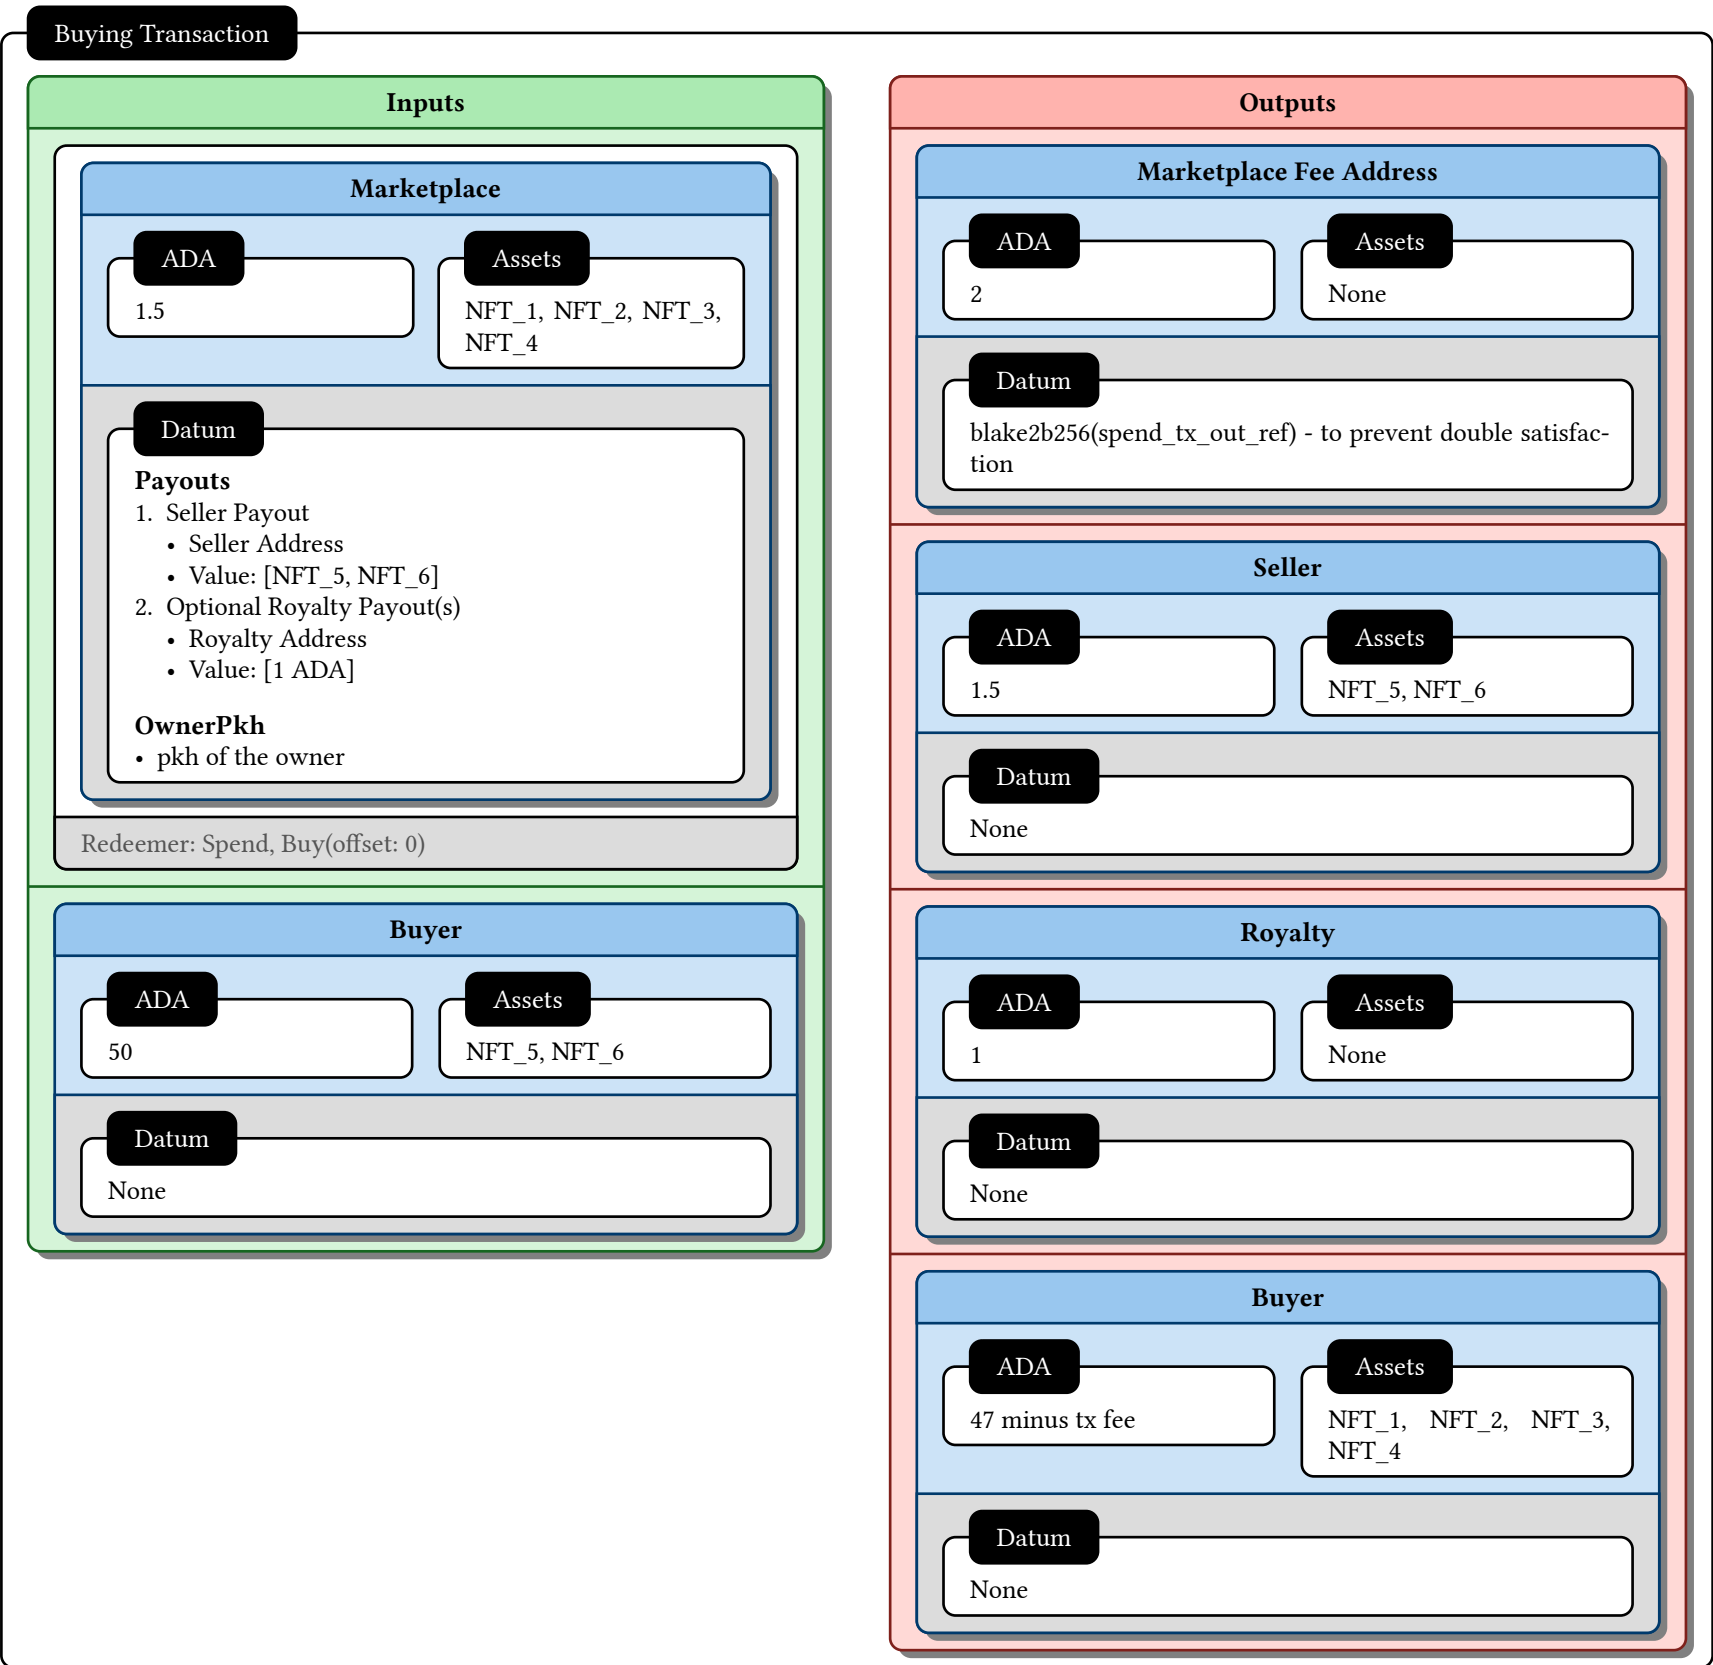 Buying Transaction
Inputs
Marketplace
ADA
1.5
Assets
NFT_1, NFT_2, NFT_3,
NFT_4
Datum
Payouts
1. Seller Payout
• Seller Address
• Value: [NFT_5, NFT_6]
2. Optional Royalty Payout(s)
• Royalty Address
• Value: [1 ADA]
OwnerPkh
• pkh of the owner
Redeemer: Spend, Buy(offset: 0)
Buyer
ADA
50
Assets
NFT_5, NFT_6
Datum
None
Outputs
Marketplace Fee Address
ADA
2
Assets
None
Datum
blake2b256(spend_tx_out_ref) - to prevent double satisfac-
tion
Seller
ADA
1.5
Assets
NFT_5, NFT_6
Datum
None
Royalty
ADA
1
Assets
None
Datum
None
Buyer
ADA
47 minus tx fee
Assets
NFT_1, NFT_2, NFT_3,
NFT_4
Datum
None